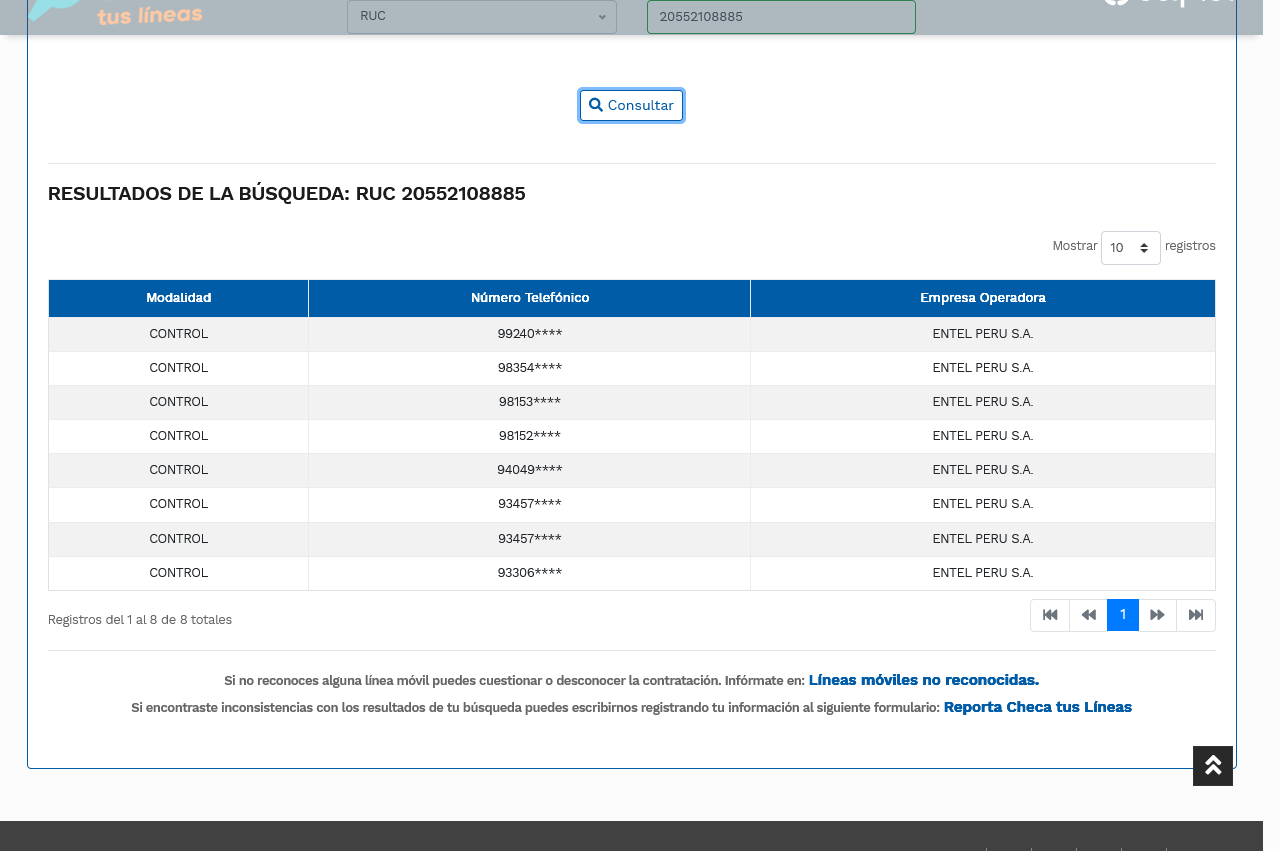 tus líneas
RUC
20552108885
Consultar
RESULTADOS DE LA BÚSQUEDA: RUC 20552108885
Mostrar 10 registros
Modalidad Número Telefónico Empresa Operadora
CONTROL 99240**** ENTEL PERU S.A.
CONTROL 98354**** ENTEL PERU S.A.
CONTROL 98153**** ENTEL PERU S.A.
CONTROL 98152**** ENTEL PERU S.A.
CONTROL 94049**** ENTEL PERU S.A.
CONTROL 93457**** ENTEL PERU S.A.
CONTROL 93457**** ENTEL PERU S.A.
CONTROL 93306**** ENTEL PERU S.A.
Registros del 1 al 8 de 8 totales
1
Si no reconoces alguna línea móvil puedes cuestionar o desconocer la contratación. Infórmate en: Líneas móviles no reconocidas.
Si encontraste inconsistencias con los resultados de tu búsqueda puedes escribirnos registrando tu información al siguiente formulario: Reporta Checa tus Líneas